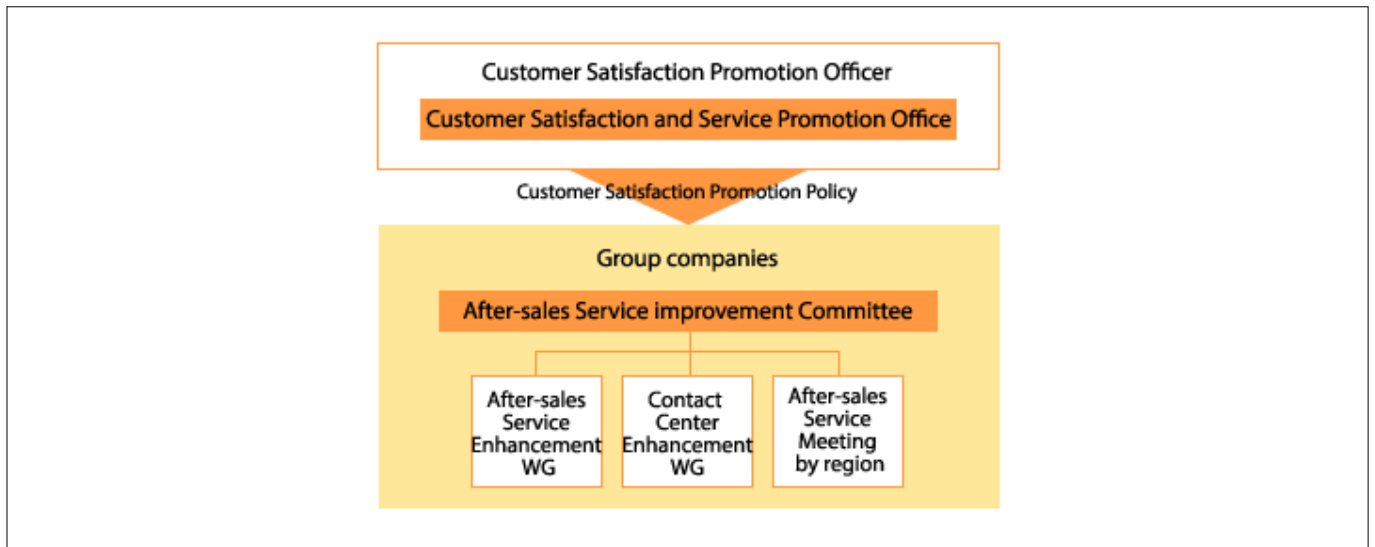 Customer Satisfaction Promotion Officer
Customer Satisfaction and Service Promotion Office
Customer Satisfaction Promotion Policy
Group companies
After-sales Service improvement Committee
After-sales
Service
Enhancement
WG
Contact
Center
Enhancement
WG
After-sales
Service
Meeting
by region